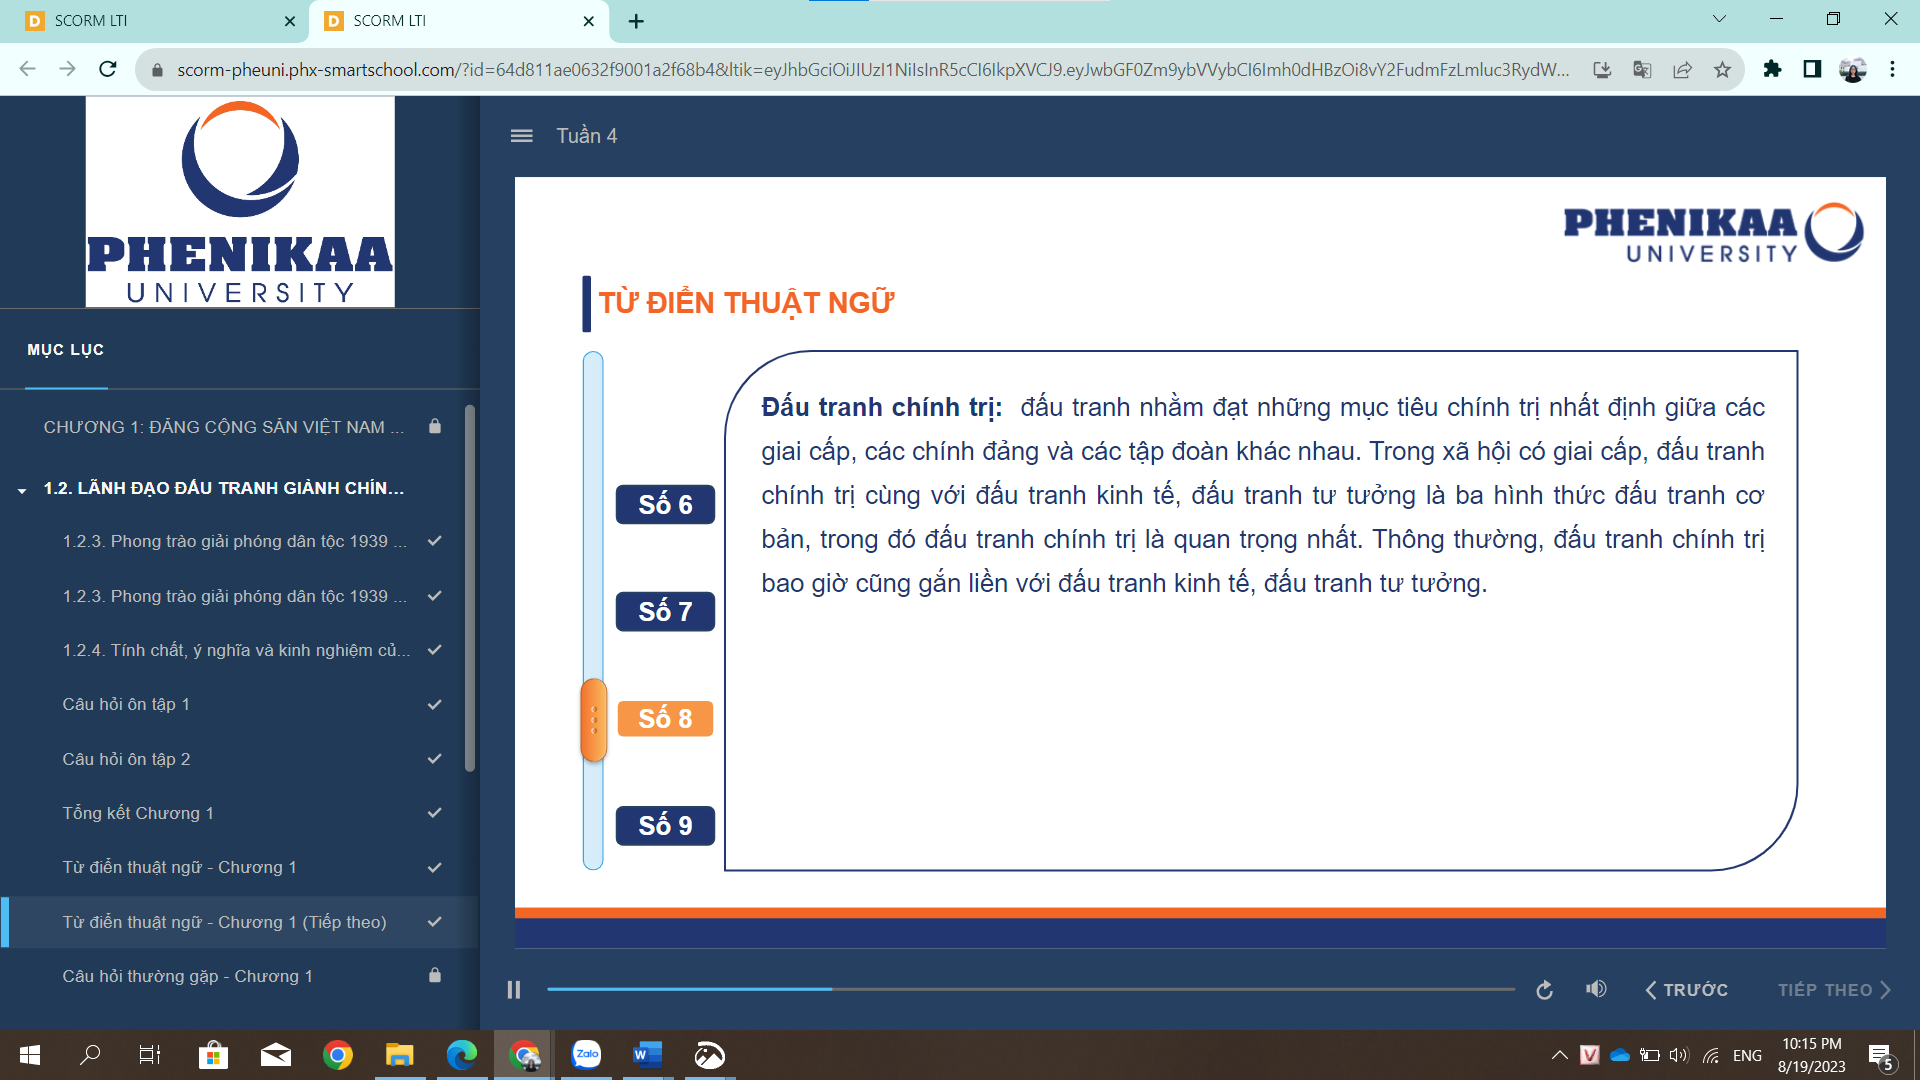 SCORM LTI
SCORM LTI
scorm-pheuni.phx-smartschool.com/?id=64d811ae0632f9001a2f68b4&ltik=eyJhbGciOiJIUzI1NiIsInR5cCI6IkpXVCJ9.eyJwbGF0Zm9ybVVybCI6Imh0dHBzOi8vY2FudmFzLmluc3RydW...
PHENIKAA
UNIVERSITY
MỤC LỤC
CHƯƠNG 1: ĐẢNG CỘNG SẢN VIỆT NAM ...
1.2. LÃNH ĐẠO ĐẤU TRANH GIÀNH CHÍN...
1.2.3. Phong trào giải phóng dân tộc 1939 ...
1.2.3. Phong trào giải phóng dân tộc 1939 ...
1.2.4. Tính chất, ý nghĩa và kinh nghiệm củ...
Câu hỏi ôn tập 1
Câu hỏi ôn tập 2
Tổng kết Chương 1
Từ điển thuật ngữ - Chương 1
Từ điển thuật ngữ - Chương 1 (Tiếp theo)
Câu hỏi thường gặp - Chương 1
Tuần 4
PHENIKAA
UNIVERSITY
TỪ ĐIỂN THUẬT NGỮ
Số 6
Số 7
Số 8
Số 9
Đấu tranh chính trị: đấu tranh nhằm đạt những mục tiêu chính trị nhất định giữa các
giai cấp, các chính đảng và các tập đoàn khác nhau. Trong xã hội có giai cấp, đấu tranh
chính trị cùng với đấu tranh kinh tế, đấu tranh tư tưởng là ba hình thức đấu tranh cơ
bản, trong đó đấu tranh chính trị là quan trọng nhất. Thông thường, đấu tranh chính trị
bao giờ cũng gắn liền với đấu tranh kinh tế, đấu tranh tư tưởng.
TRƯỚC
TIẾP THEO
Zalo
ENG
10:15 PM
8/19/2023
5